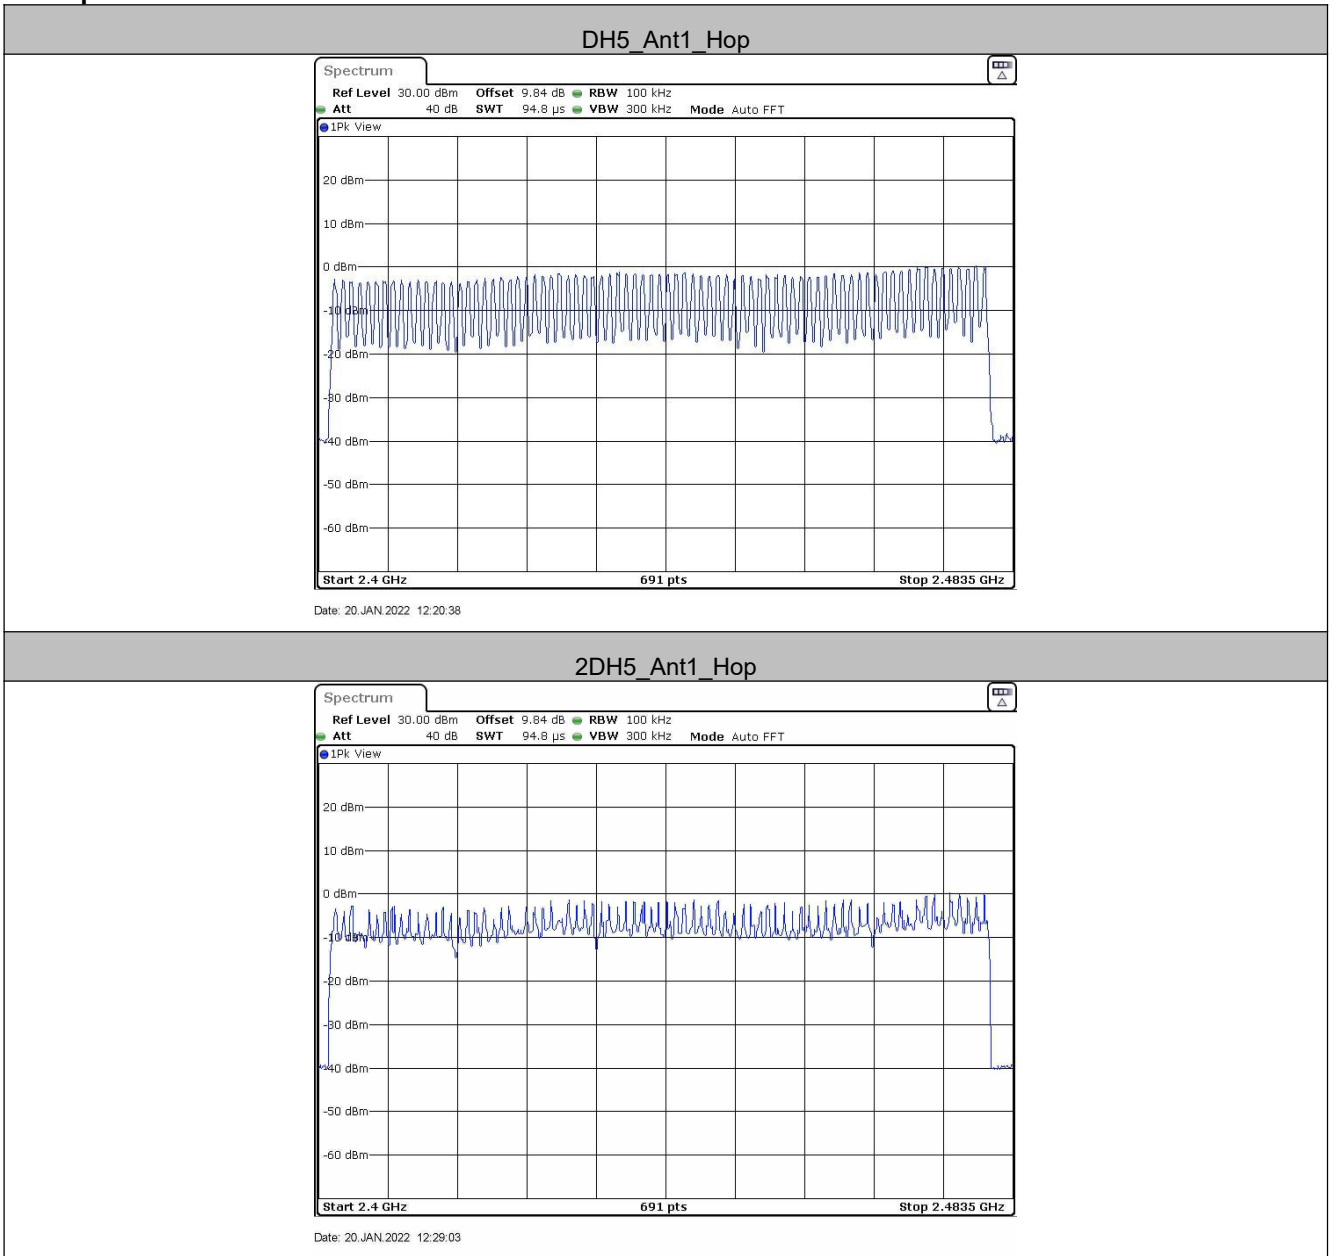 DH5_Ant1_Hop
Spectrum
Ref Level 30.00 dBm Offset 9.84 dB RBW 100 kHz
Att 40 dB SWT 94.8 µs VBW 300 kHz Mode Auto FFT
1Pk View
20 dBm
10 dBm
0 dBm
-10 dBm
-20 dBm
-30 dBm
-40 dBm
-50 dBm
-60 dBm
Start 2.4 GHz 691 pts Stop 2.4835 GHz
Date: 20.JAN.2022 12:20:38
2DH5_Ant1_Hop
Spectrum
Ref Level 30.00 dBm Offset 9.84 dB RBW 100 kHz
Att 40 dB SWT 94.8 µs VBW 300 kHz Mode Auto FFT
1Pk View
20 dBm
10 dBm
0 dBm
-10 dBm
-20 dBm
-30 dBm
-40 dBm
-50 dBm
-60 dBm
Start 2.4 GHz 691 pts Stop 2.4835 GHz
Date: 20.JAN.2022 12:29:03